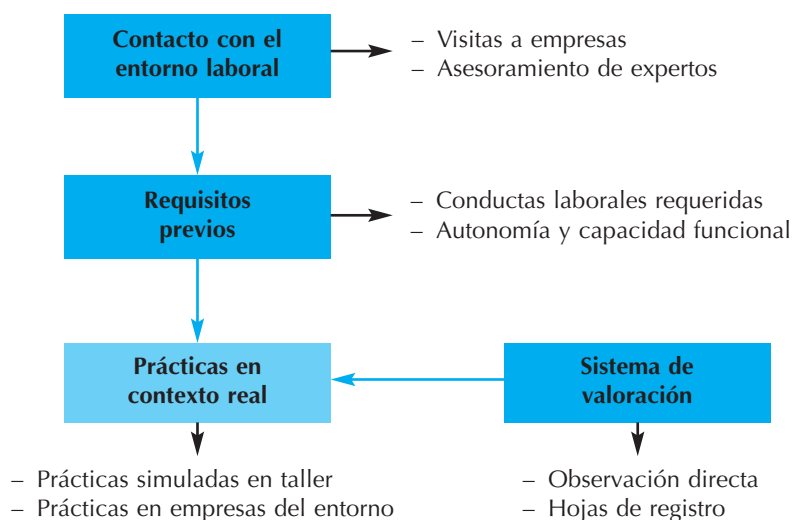 Contacto con el
entorno laboral
– Visitas a empresas
– Asesoramiento de expertos
Requisitos
previos
– Conductas laborales requeridas
– Autonomía y capacidad funcional
Prácticas en
contexto real
Sistema de
valoración
– Prácticas simuladas en taller
– Prácticas en empresas del entorno
– Observación directa
– Hojas de registro